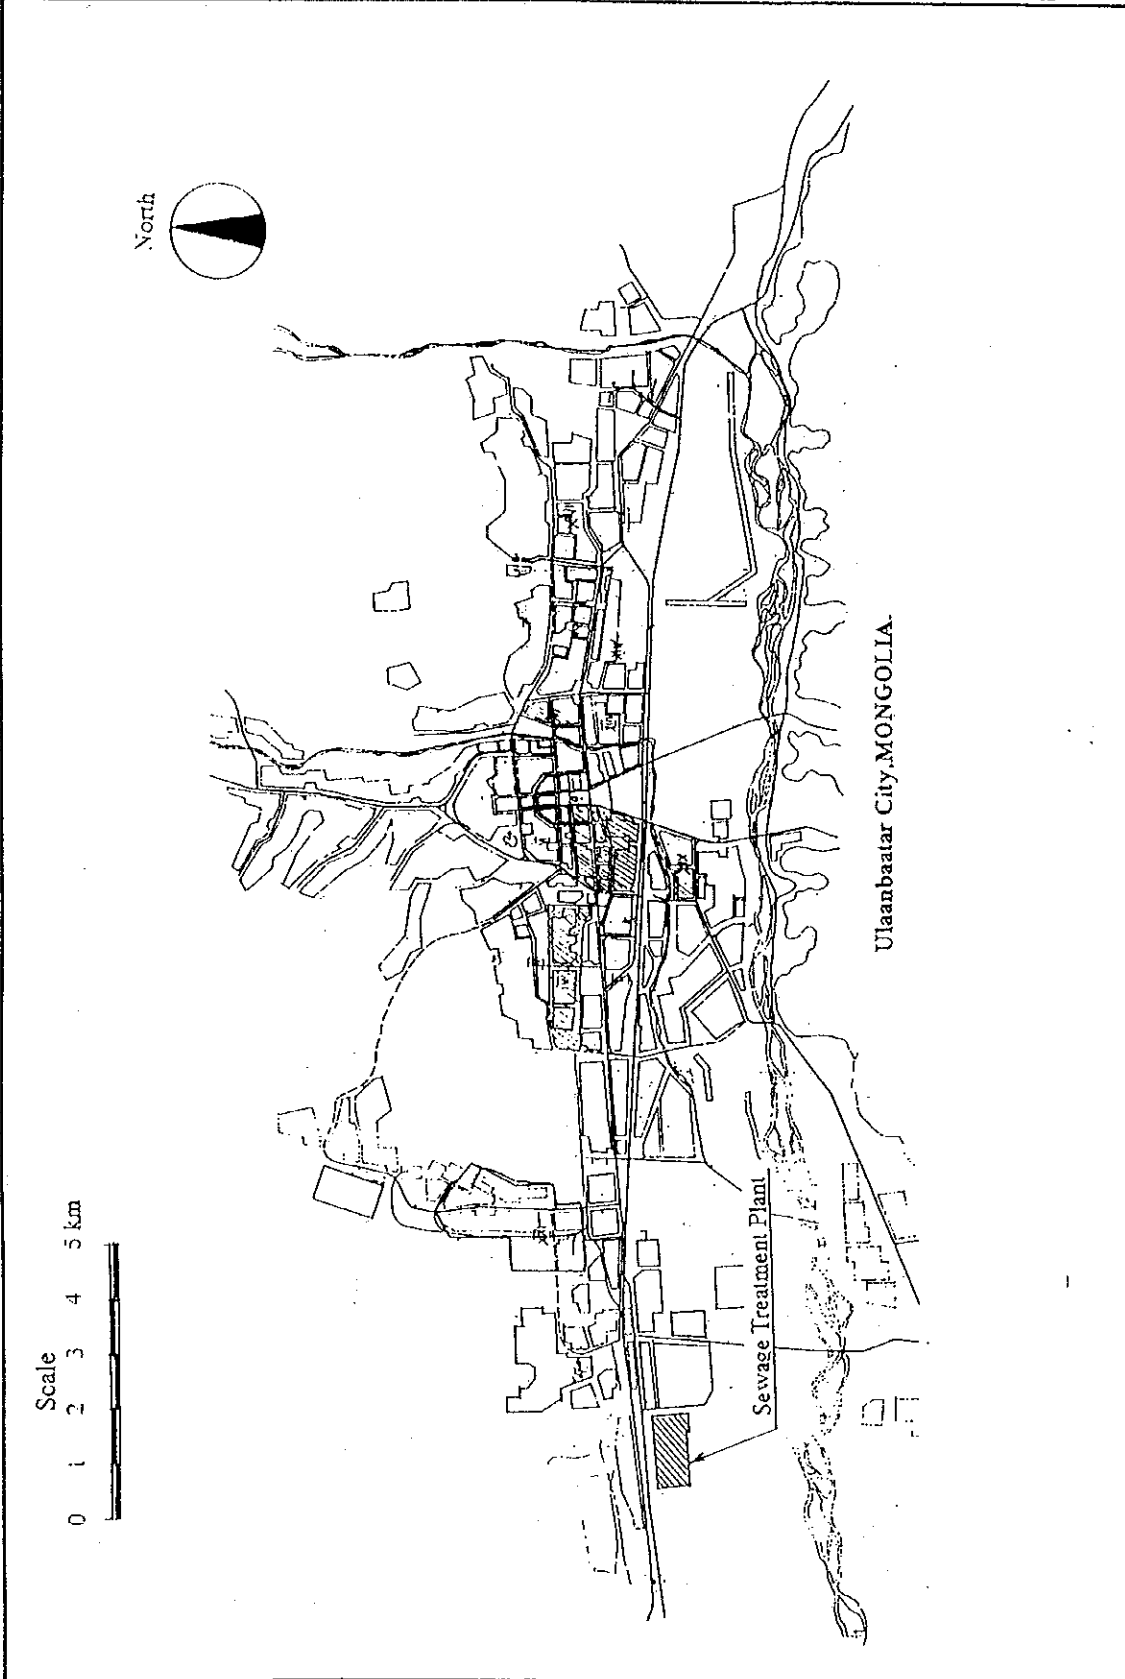 North
Scale
0 1 2 3 4 5 km
Sewage Treatment Plant
Ulaanbaatar City,MONGOLIA.